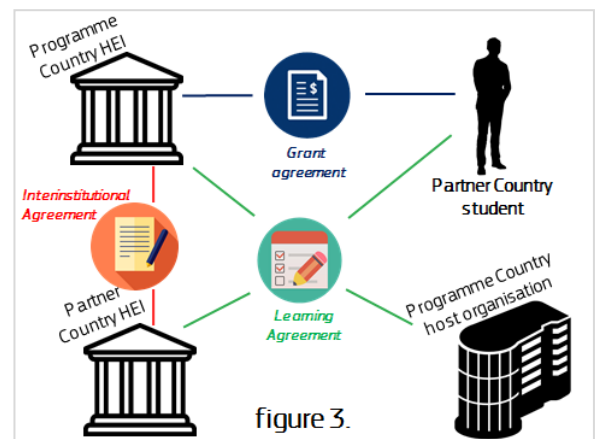 Programme
Country HEI
Grant
agreement
Partner Country
student
Interinstitutional
Agreement
Partner
Country HEI
Learning
Agreement
Programme Country
host organisation
figure 3.